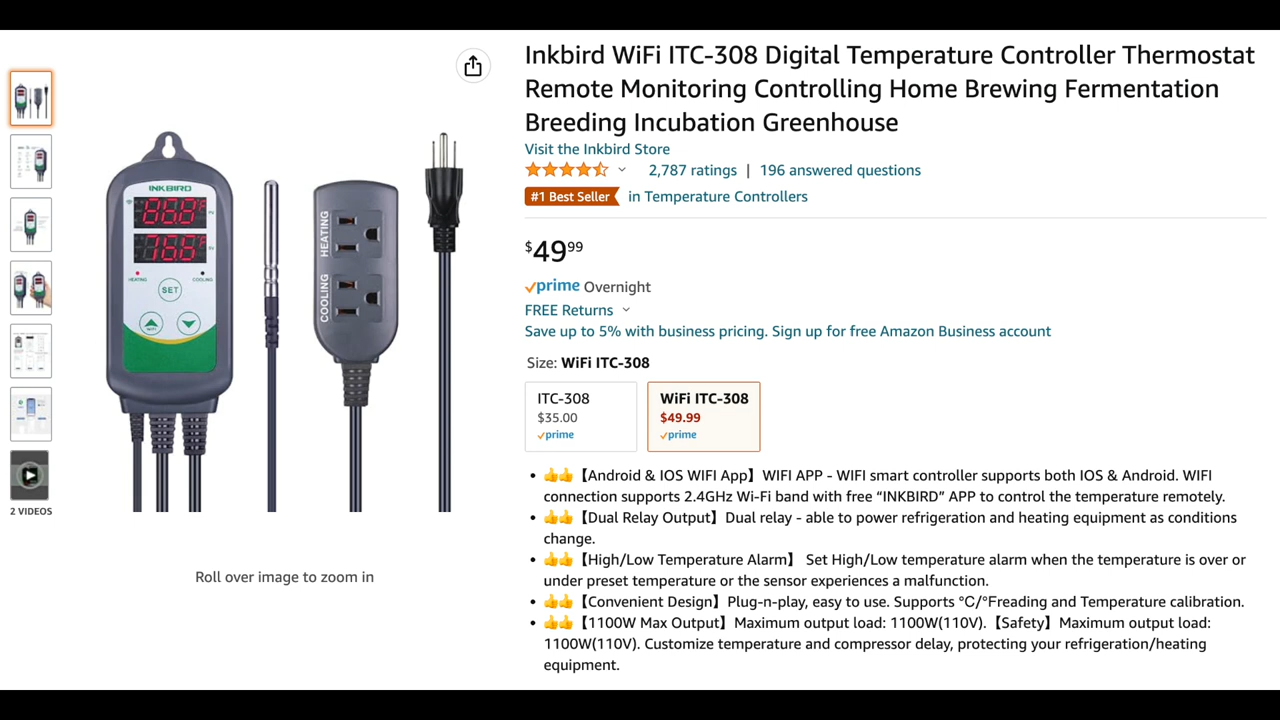 Inkbird WiFi ITC-308 Digital Temperature Controller Thermostat
Remote Monitoring Controlling Home Brewing Fermentation
Breeding Incubation Greenhouse
Visit the Inkbird Store
2,787 ratings | 196 answered questions
#1 Best Seller in Temperature Controllers
$49.99
prime Overnight
FREE Returns
Save up to 5% with business pricing. Sign up for free Amazon Business account
Size: WiFi ITC-308
ITC-308
$35.00
prime
WiFi ITC-308
$49.99
prime
• 👍👍【Android & IOS WIFI App】WIFI APP - WIFI smart controller supports both IOS & Android. WIFI
connection supports 2.4GHz Wi-Fi band with free “INKBIRD” APP to control the temperature remotely.
• 👍👍【Dual Relay Output】Dual relay - able to power refrigeration and heating equipment as conditions
change.
• 👍👍【High/Low Temperature Alarm】 Set High/Low temperature alarm when the temperature is over or
under preset temperature or the sensor experiences a malfunction.
• 👍👍【Convenient Design】Plug-n-play, easy to use. Supports °C/°Freading and Temperature calibration.
• 👍👍【1100W Max Output】Maximum output load: 1100W(110V).【Safety】Maximum output load:
1100W(110V). Customize temperature and compressor delay, protecting your refrigeration/heating
equipment.
INKBIRD
88.8°F
PV
76.6°F
SV
HEATING
COOLING
SET
WiFi
HEATING
COOLING
2 VIDEOS
Roll over image to zoom in